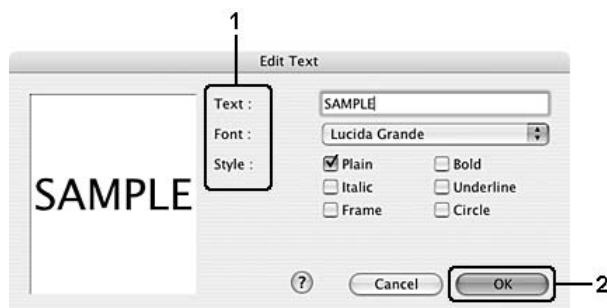 1
Edit Text
Text :
SAMPLE
Font :
Lucida Grande
Style :
Plain
Bold
SAMPLE
Italic
Underline
Frame
Circle
?
Cancel
OK
2